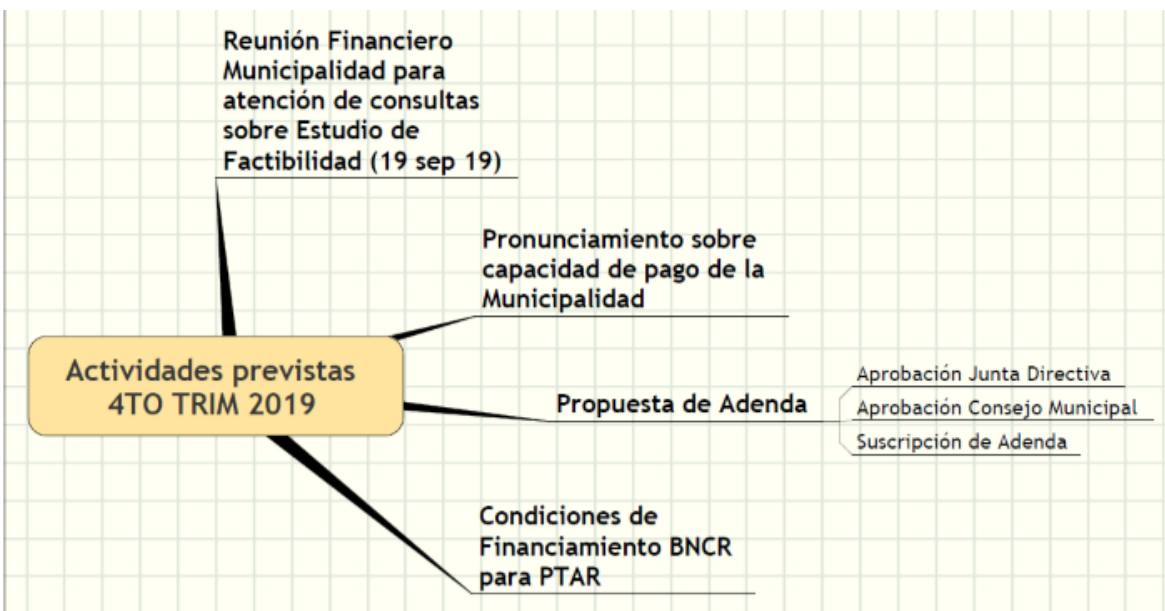 Reunión Financiero
Municipalidad para
atención de consultas
sobre Estudio de
Factibilidad (19 sep 19)
Pronunciamiento sobre
capacidad de pago de la
Municipalidad
Actividades previstas
4TO TRIM 2019
Propuesta de Adenda
Aprobación Junta Directiva
Aprobación Consejo Municipal
Suscripción de Adenda
Condiciones de
Financiamiento BNCR
para PTAR